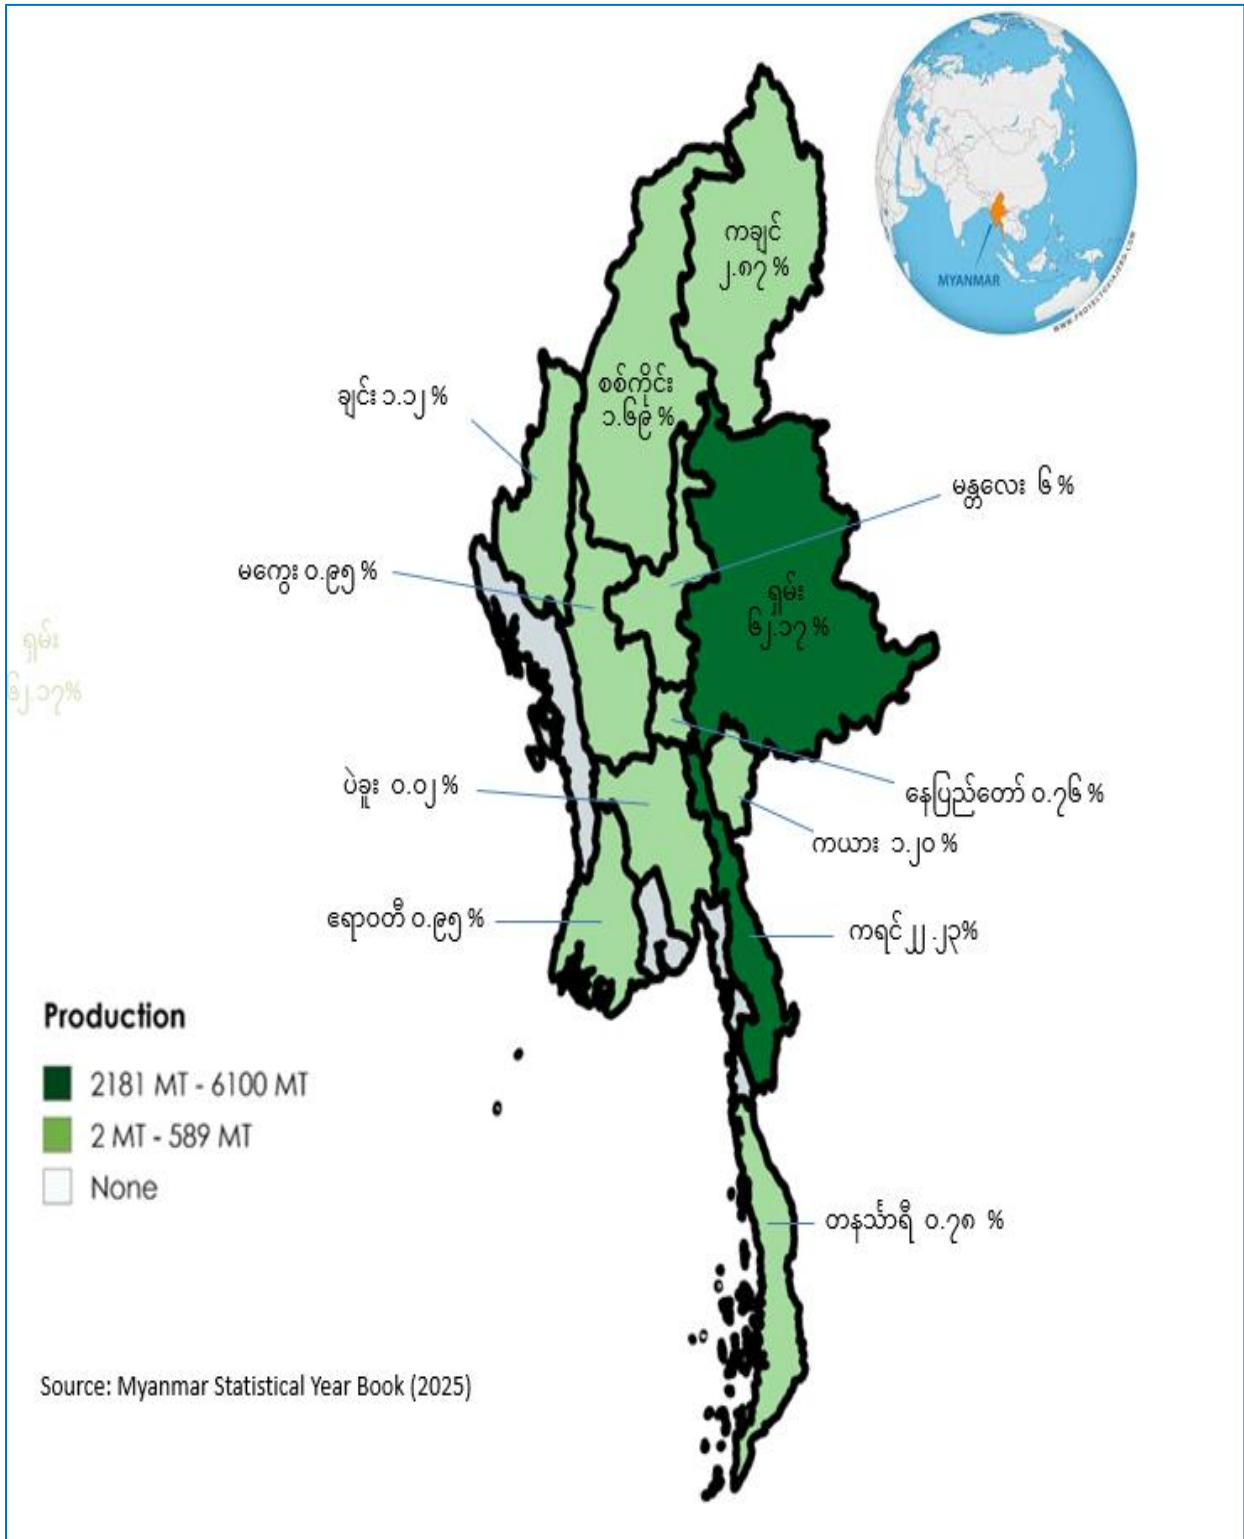 ကချင်
၂.၈၇ %
MYANMAR
WWW.PROYECTOVIAJERO.COM
ချင်း ၁.၁၂ %
စစ်ကိုင်း
၁.၆၉ %
မန္တလေး ၆ %
မကွေး ၀.၉၅ %
ရှမ်း
၆၂.၁၇ %
ရှမ်း
၆၂.၁၇%
ပဲခူး ၀.၀၂ %
နေပြည်တော် ၀.၇၆ %
ကယား ၁.၂၀ %
ဧရာဝတီ ၀.၉၅ %
ကရင်၂၂.၂၃%
Production
2181 MT - 6100 MT
2 MT - 589 MT
None
တနင်္သာရီ ၀.၇၈ %
Source: Myanmar Statistical Year Book (2025)